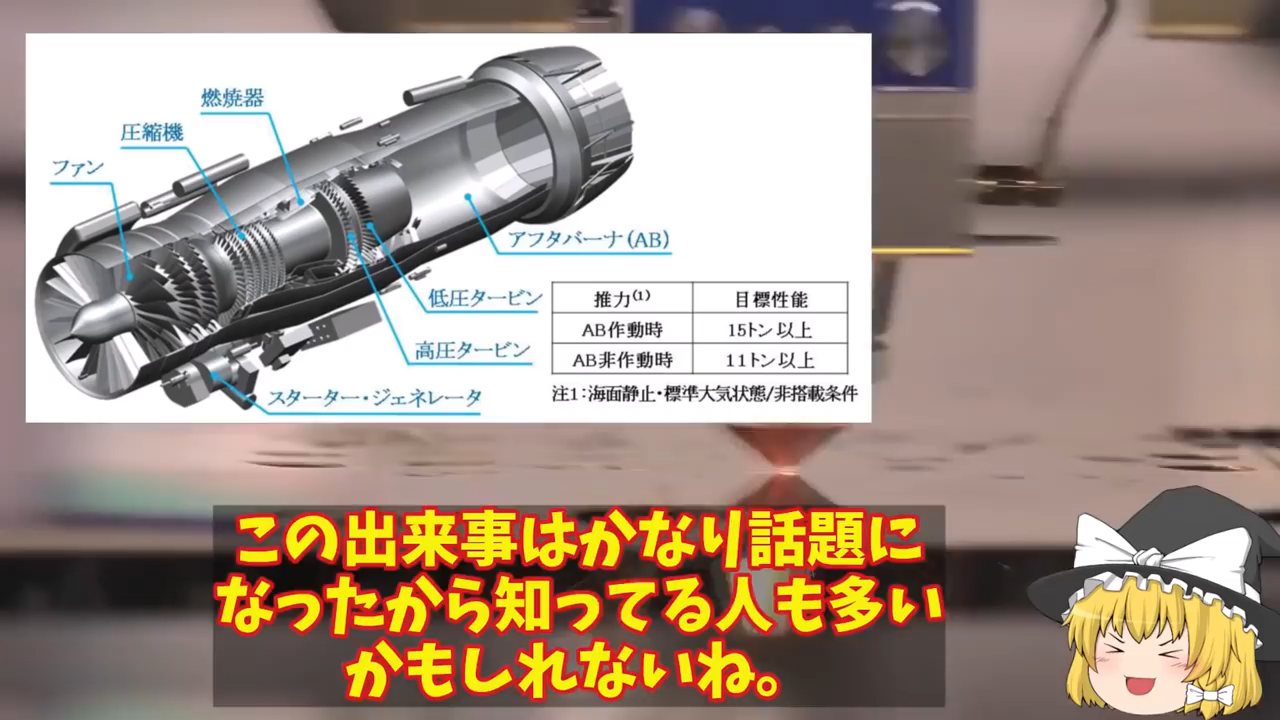 燃焼器
圧縮機
ファン
アフタバーナ(AB)
低圧タービン
高圧タービン
スターター・ジェネレータ
推力(1) 目標性能
AB作動時 15トン以上
AB非作動時 11トン以上
注1:海面静止・標準大気状態/非搭載条件
この出来事はかなり話題に
なったから知ってる人も多い
かもしれないね。